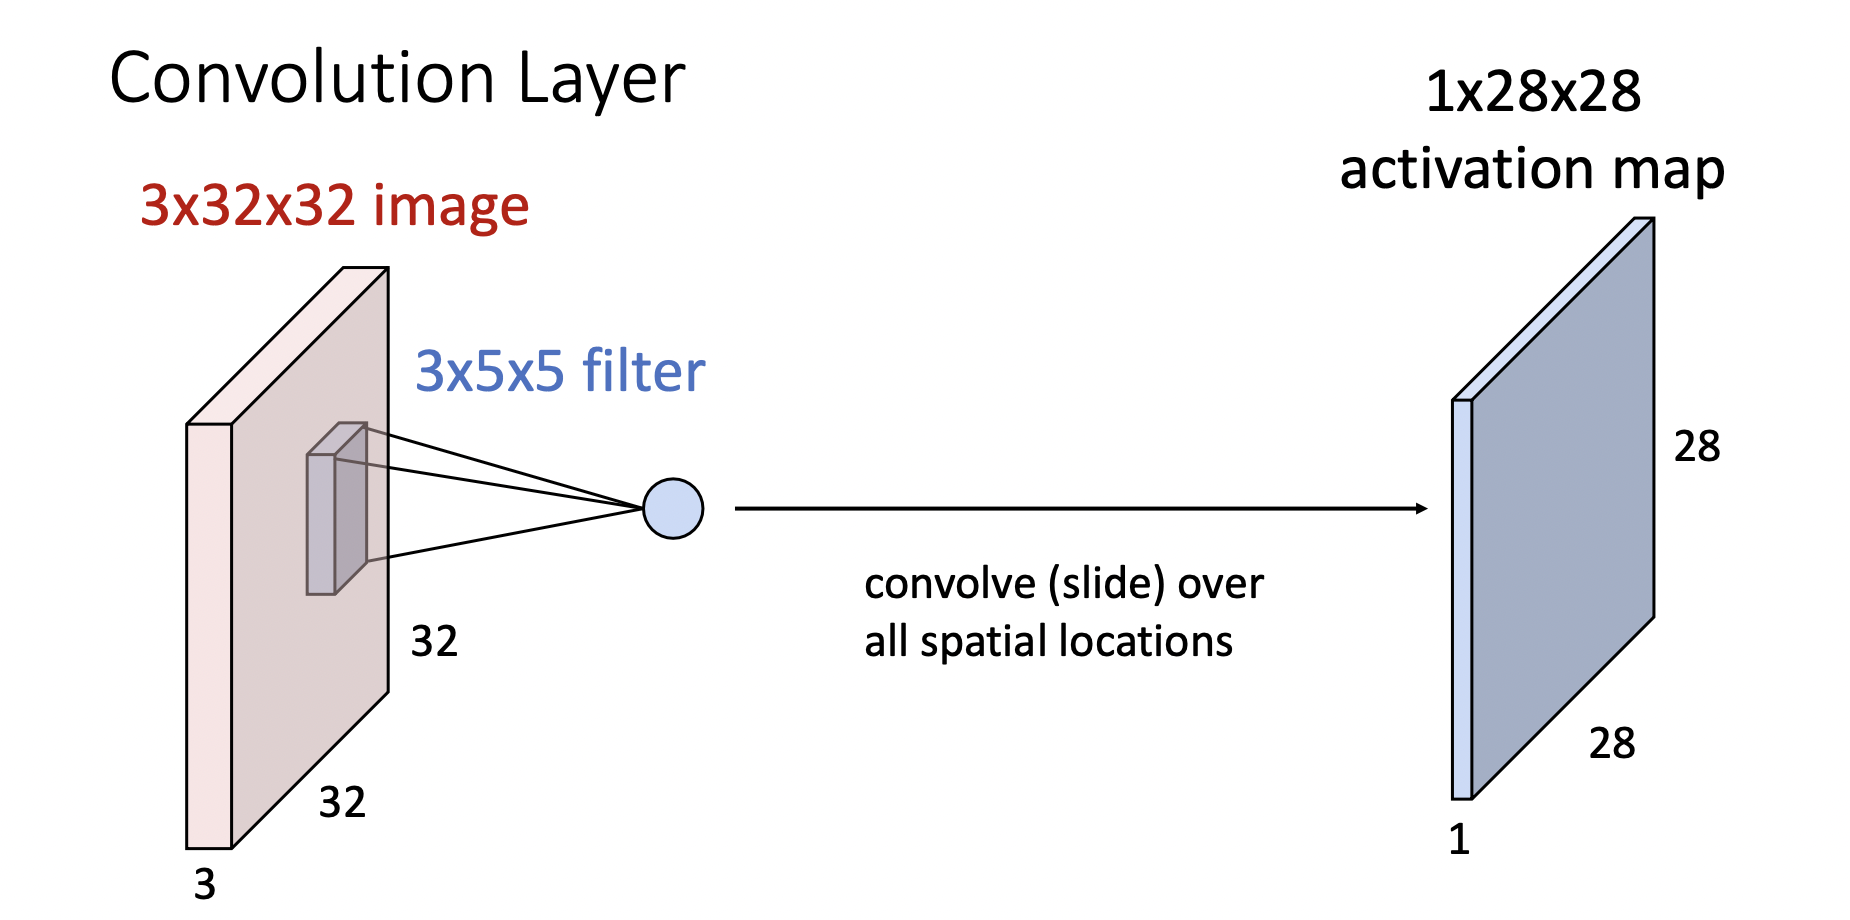 Convolution Layer
3x32x32 image
3x5x5 filter
32
32
3
convolve (slide) over
all spatial locations
1x28x28
activation map
28
28
1